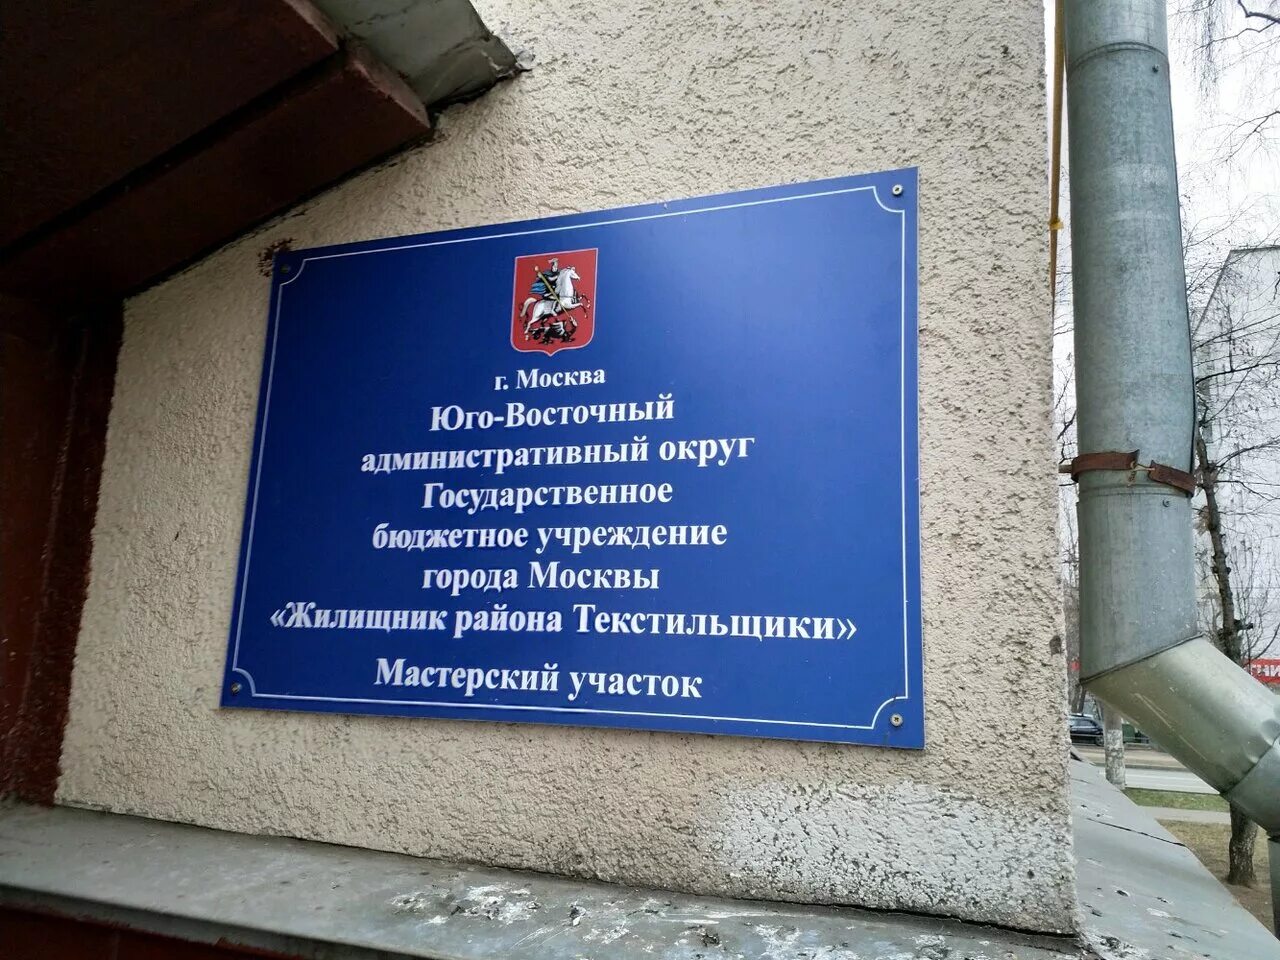 г. Москва
Юго-Восточный
административный округ
Государственное
бюджетное учреждение
города Москвы
«Жилищник района Текстильщики»
Мастерский участок